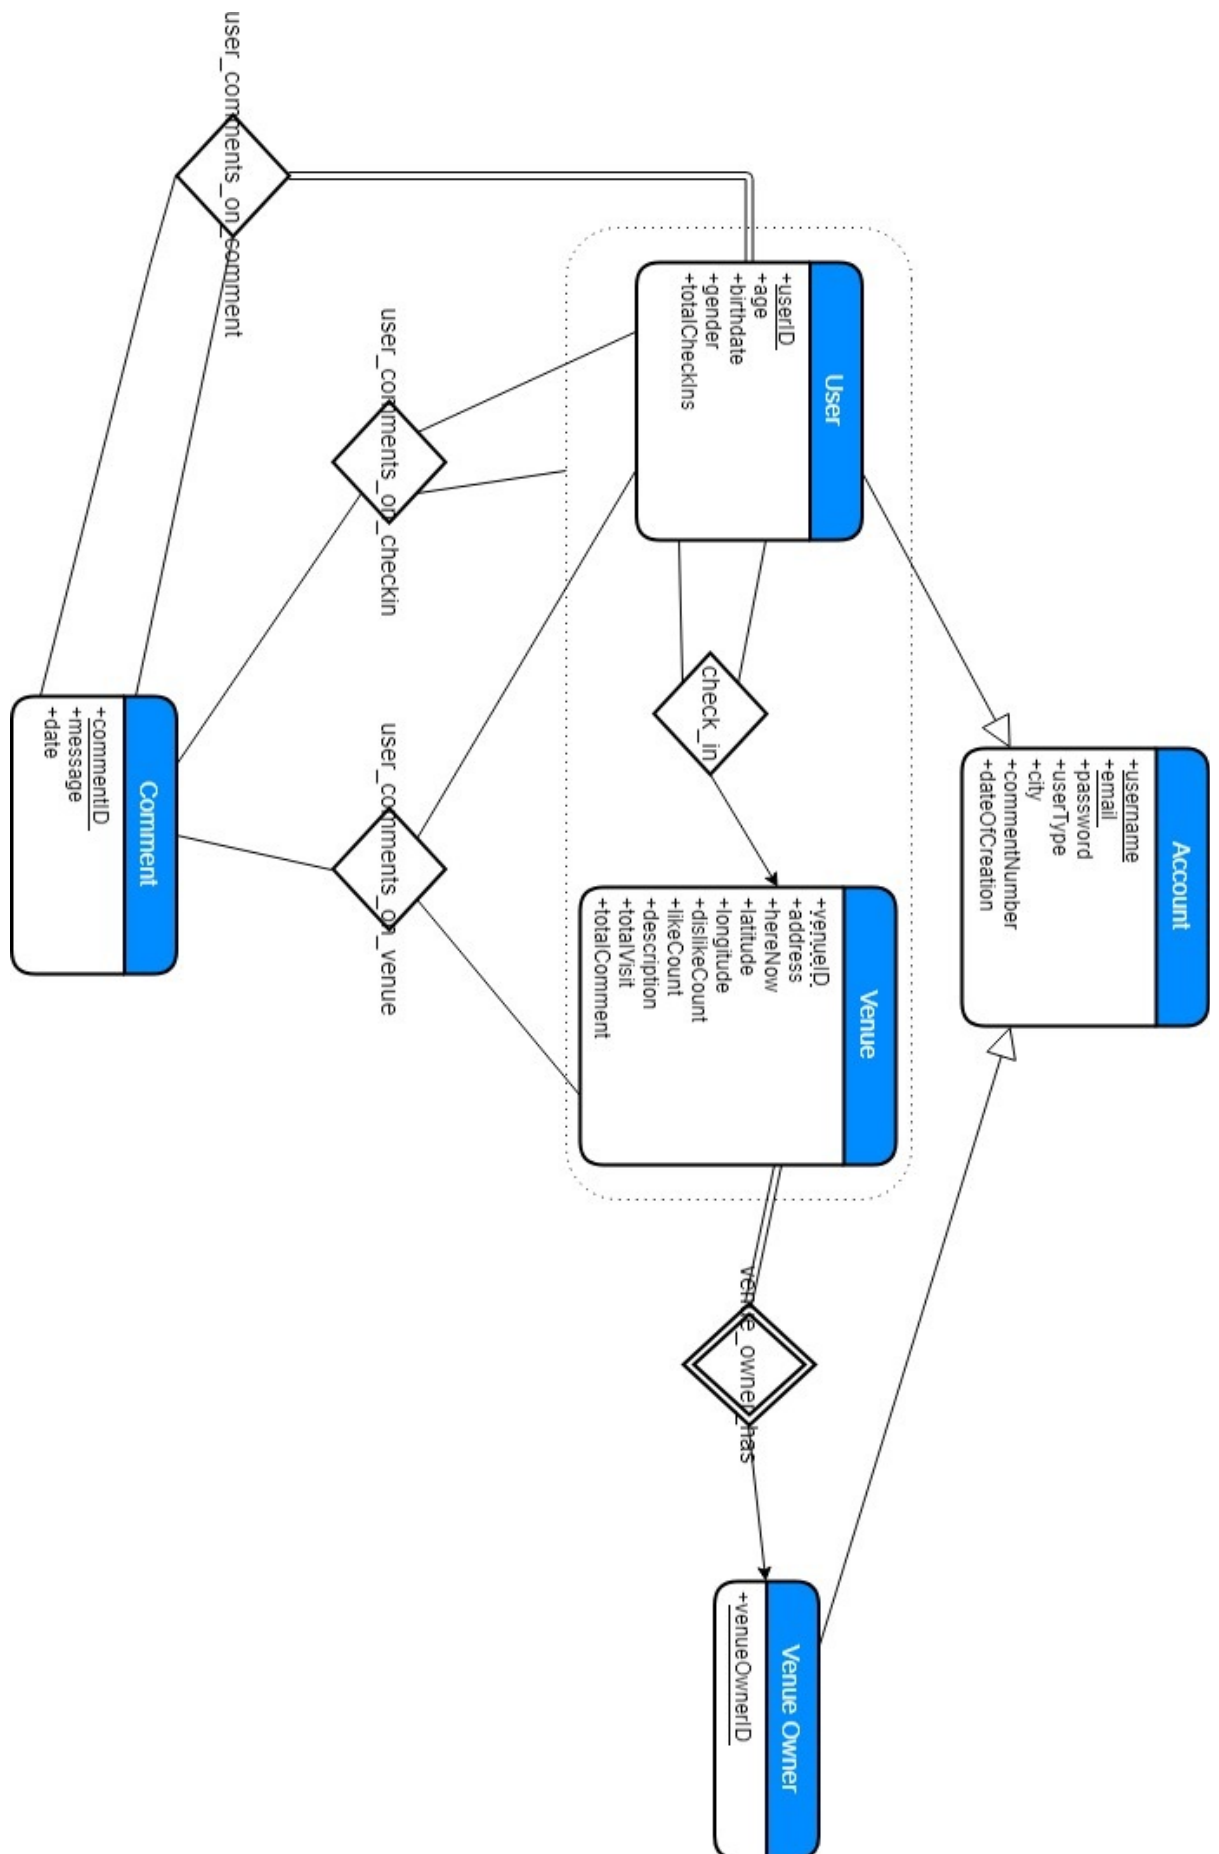 Account
+username
+email
+password
+userType
+city
+commentNumber
+dateOfCreation
User
+userID
+age
+birthdate
+gender
+totalCheckIns
check_in
Venue
+venueID
+address
+hereNow
+latitude
+longitude
+dislikeCount
+likeCount
+description
+totalVisit
+totalComment
venue_owner_has
Venue Owner
+venueOwnerID
user_comments_on_checkin
user_comments_on_venue
user_comments_on_comment
Comment
+commentID
+message
+date